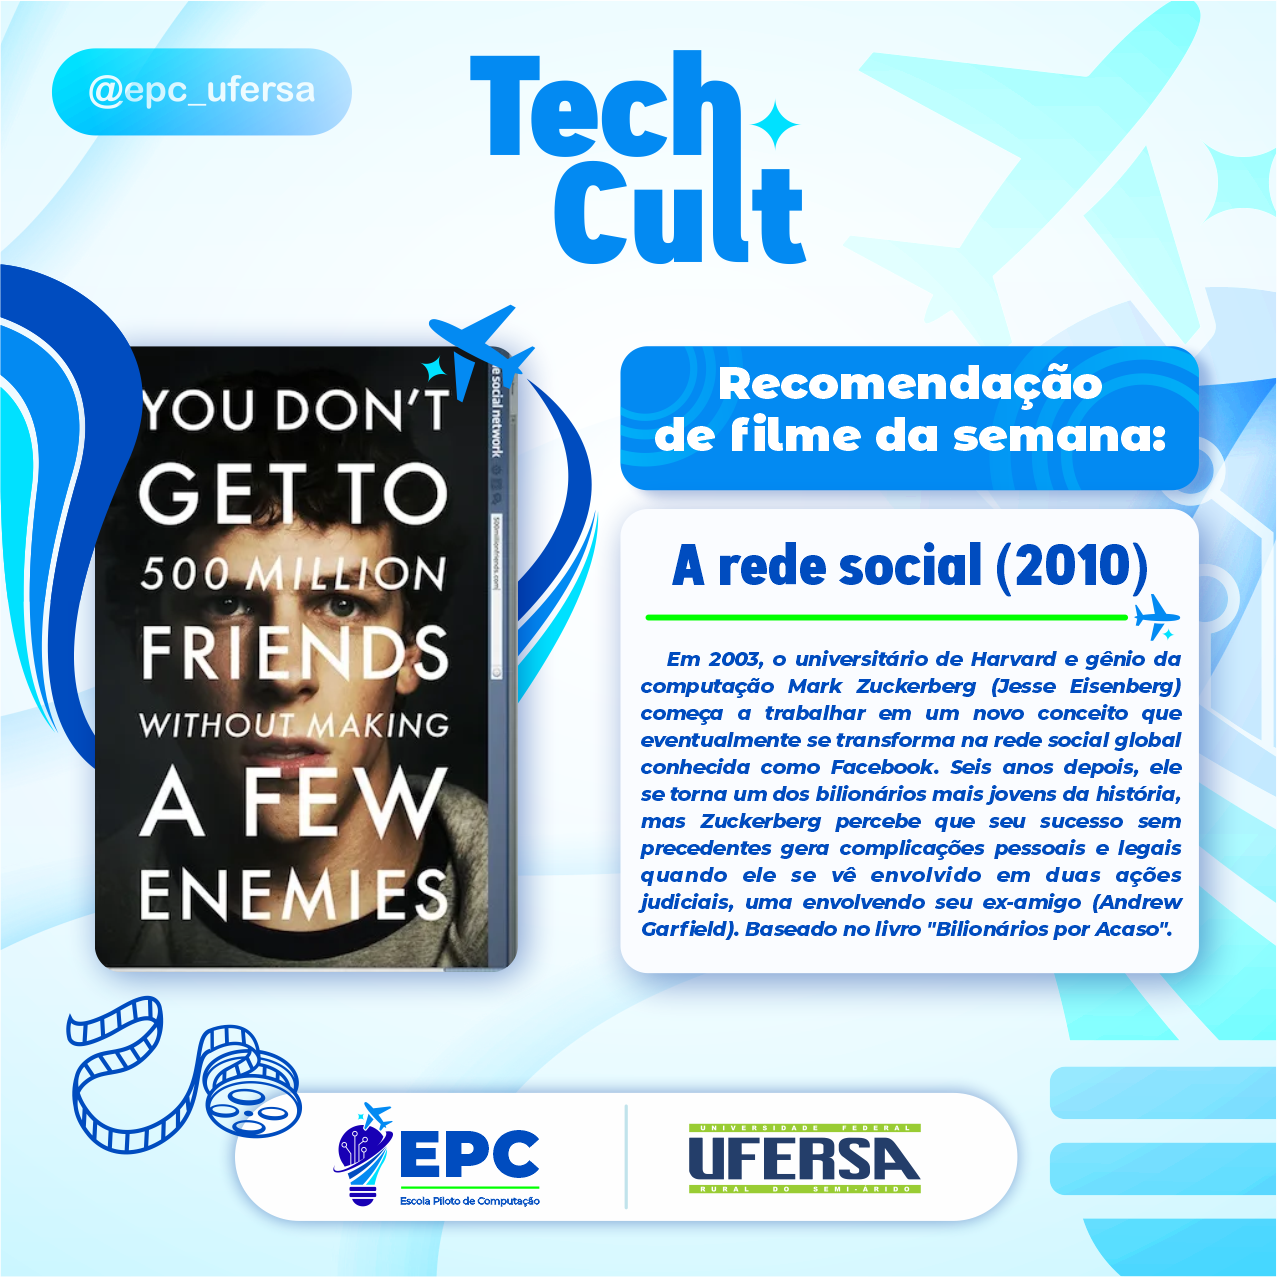 @epc_ufersa
Tech
Cult
YOU DON'T
GET TO
500 MILLION
FRIENDS
WITHOUT MAKING
A FEW
ENEMIES
e social network
500millionfriends.com
Recomendação
de filme da semana:
A rede social (2010)
Em 2003, o universitário de Harvard e gênio da
computação Mark Zuckerberg (Jesse Eisenberg)
começa a trabalhar em um novo conceito que
eventualmente se transforma na rede social global
conhecida como Facebook. Seis anos depois, ele
se torna um dos bilionários mais jovens da história,
mas Zuckerberg percebe que seu sucesso sem
precedentes gera complicações pessoais e legais
quando ele se vê envolvido em duas ações
judiciais, uma envolvendo seu ex-amigo (Andrew
Garfield). Baseado no livro "Bilionários por Acaso".
EPC
Escola Piloto de Computação
UNIVERSIDADE FEDERAL
UFERSA
RURAL DO SEMI-ÁRIDO